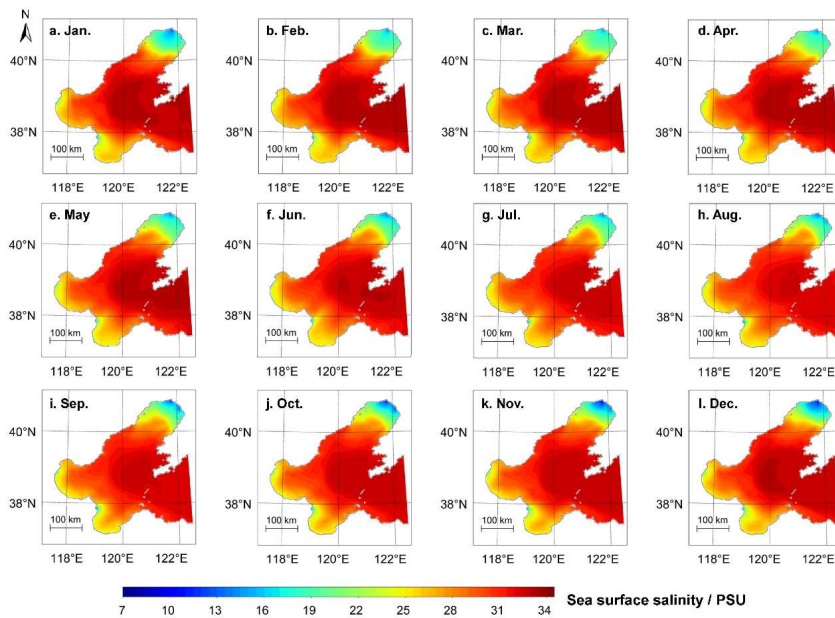 N
a. Jan.
b. Feb.
c. Mar.
d. Apr.
40°N
40°N
40°N
40°N
38°N
38°N
38°N
38°N
100 km
100 km
100 km
100 km
118°E 120°E 122°E
118°E 120°E 122°E
118°E 120°E 122°E
118°E 120°E 122°E
e. May
f. Jun.
g. Jul.
h. Aug.
40°N
40°N
40°N
40°N
38°N
38°N
38°N
38°N
100 km
100 km
100 km
100 km
118°E 120°E 122°E
118°E 120°E 122°E
118°E 120°E 122°E
118°E 120°E 122°E
i. Sep.
j. Oct.
k. Nov.
l. Dec.
40°N
40°N
40°N
40°N
38°N
38°N
38°N
38°N
100 km
100 km
100 km
100 km
118°E 120°E 122°E
118°E 120°E 122°E
118°E 120°E 122°E
118°E 120°E 122°E
Sea surface salinity / PSU
7 10 13 16 19 22 25 28 31 34